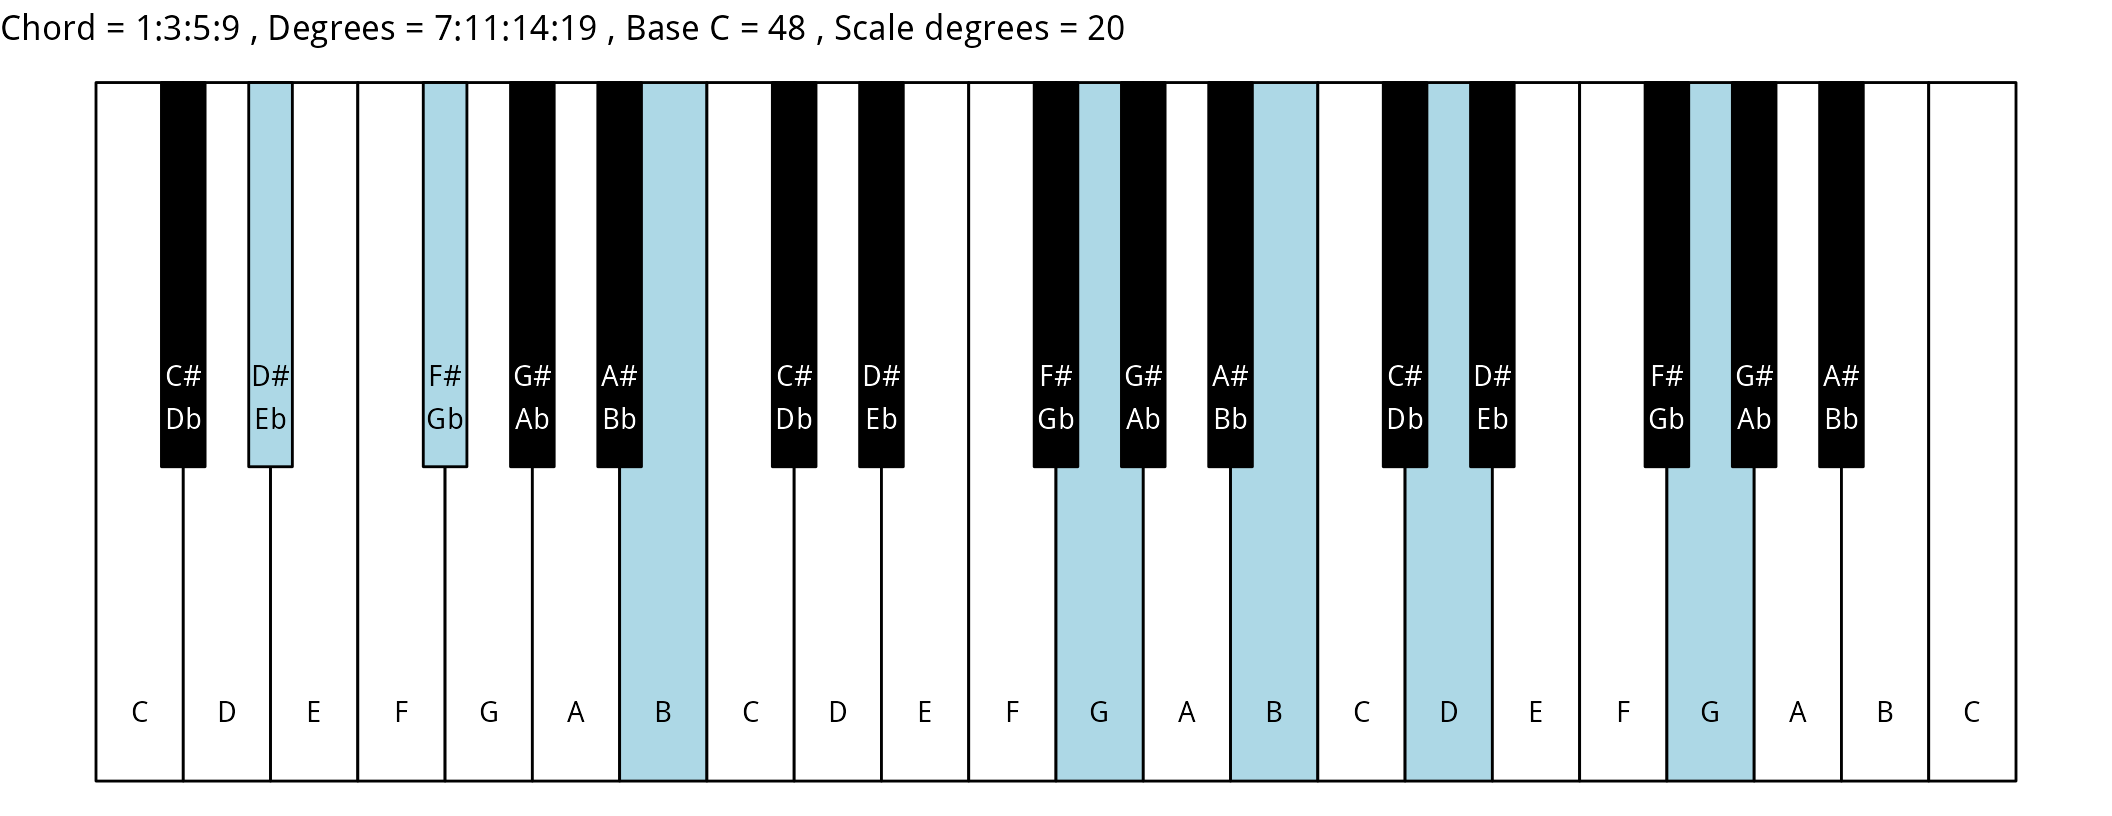 Chord = 1:3:5:9 , Degrees = 7:11:14:19 , Base C = 48 , Scale degrees = 20
C# D# F# G# A# C# D# F# G# A# C# D# F# G# A#
Db Eb Gb Ab Bb Db Eb Gb Ab Bb Db Eb Gb Ab Bb
C D E F G A B C D E F G A B C D E F G A B C